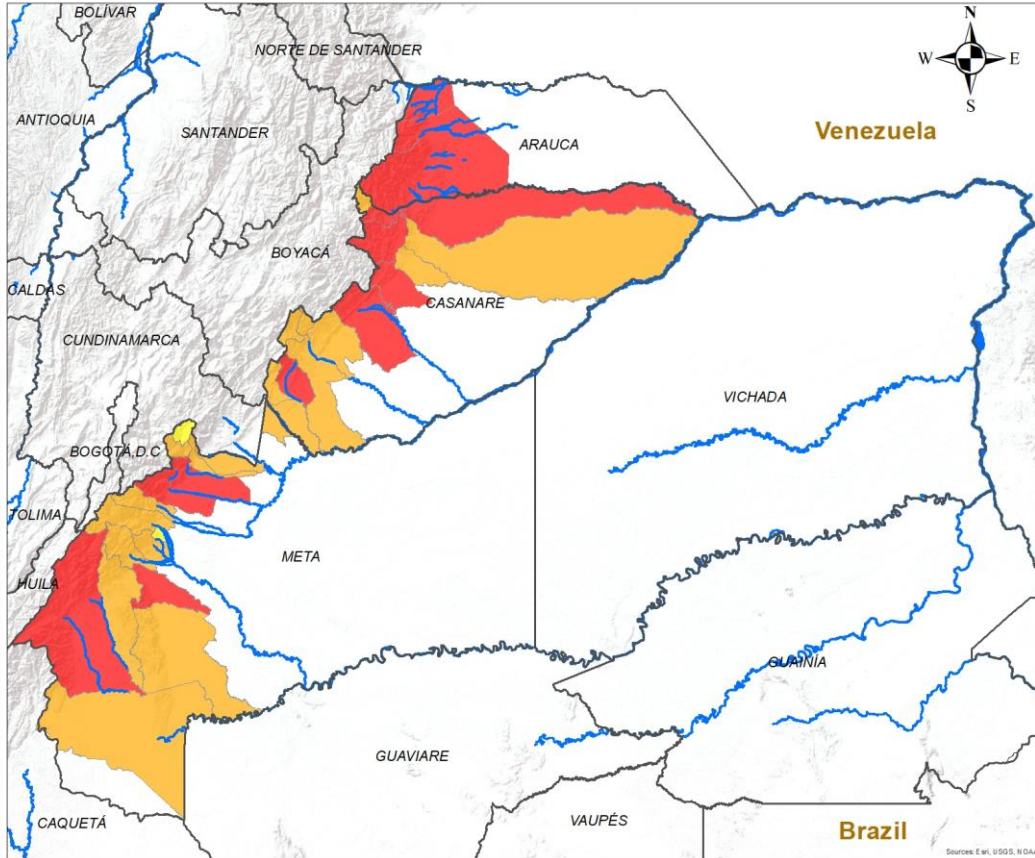 BOLÍVAR
N
NORTE DE SANTANDER
W
E
S
ANTIOQUIA
SANTANDER
Venezuela
ARAUCA
BOYACÁ
CALDAS
CASANARE
CUNDINAMARCA
VICHADA
BOGOTÁ,D.C
TOLIMA
META
HUILA
GUAINÍA
GUAVIARE
CAQUETÁ
VAUPÉS
Brazil
Sources: Esri, USGS, NOAA